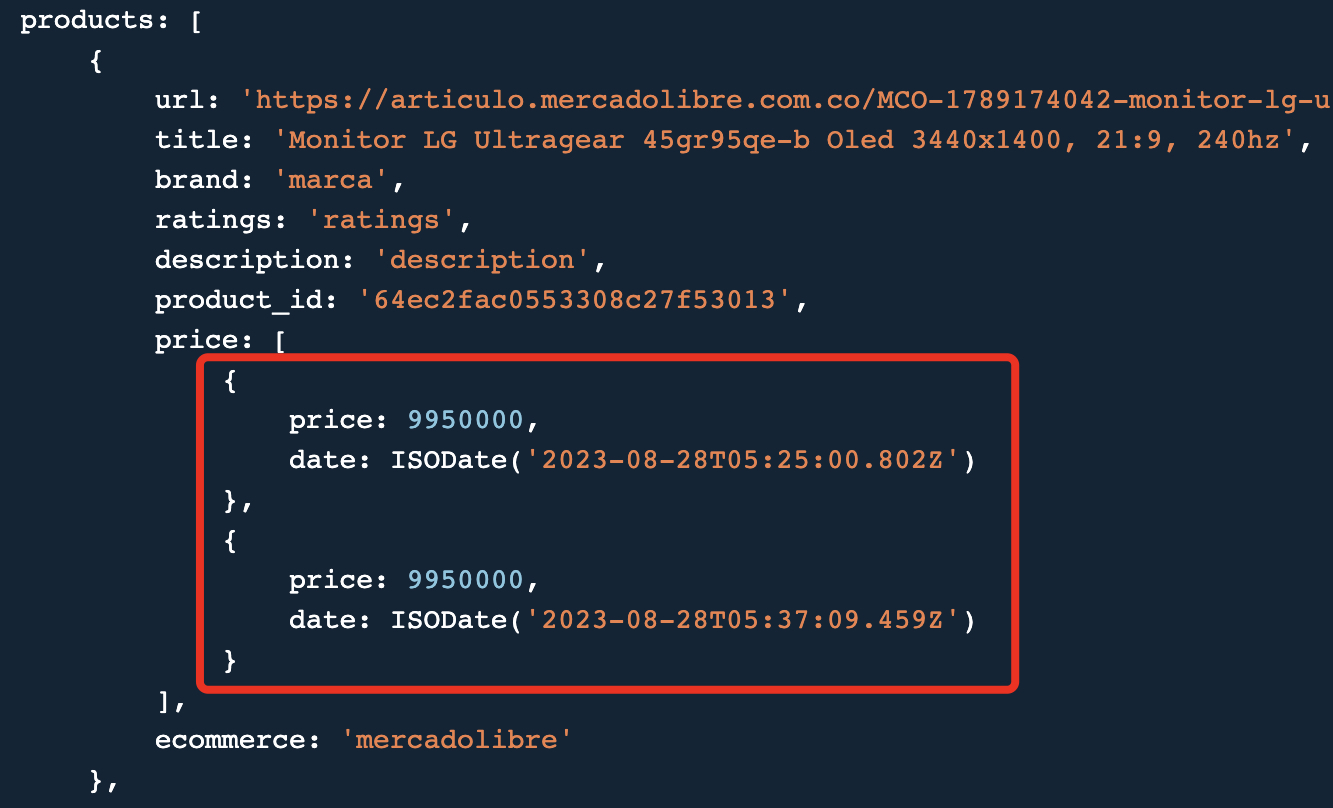 products: [
{
url: 'https://articulo.mercadolibre.com.co/MCO-1789174042-monitor-lg-u
title: 'Monitor LG Ultragear 45gr95qe-b Oled 3440x1400, 21:9, 240hz',
brand: 'marca',
ratings: 'ratings',
description: 'description',
product_id: '64ec2fac0553308c27f53013',
price: [
{
price: 9950000,
date: ISODate('2023-08-28T05:25:00.802Z')
},
{
price: 9950000,
date: ISODate('2023-08-28T05:37:09.459Z')
}
],
ecommerce: 'mercadolibre'
},